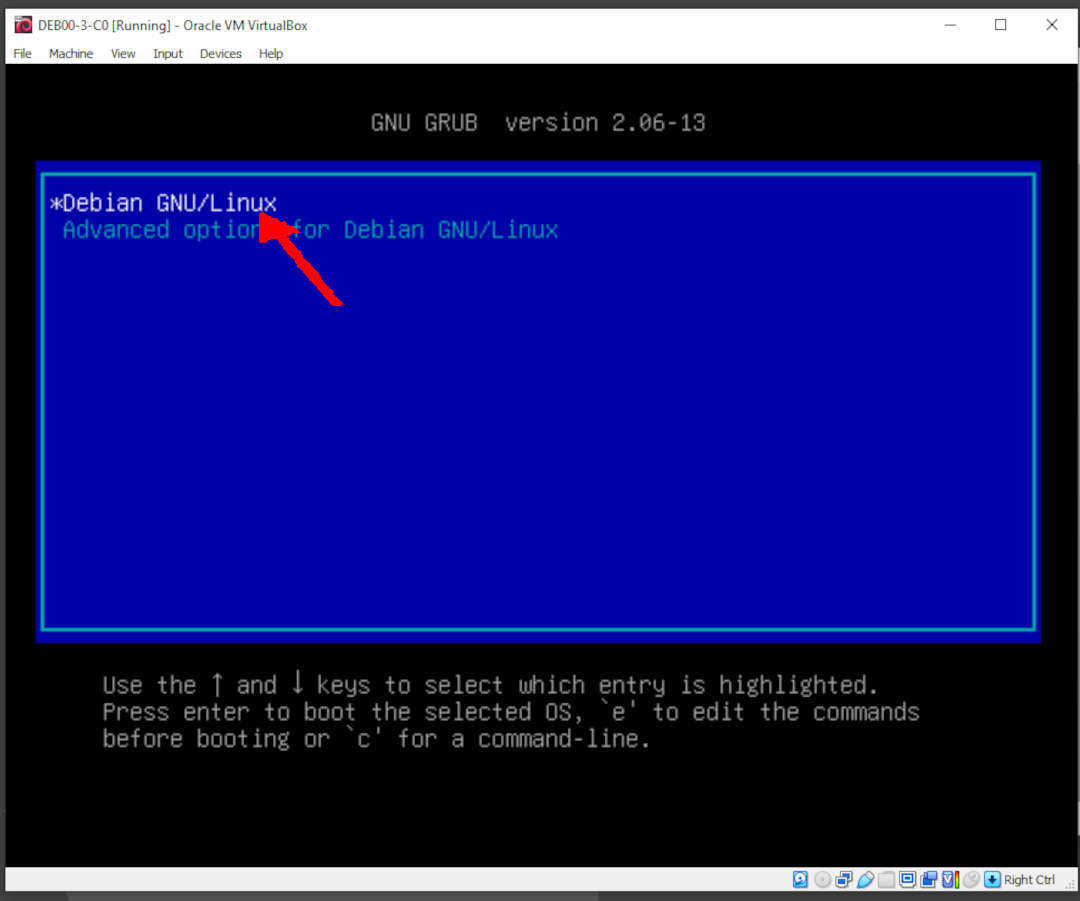 DEB00-3-C0 [Running] - Oracle VM VirtualBox
File Machine View Input Devices Help
GNU GRUB version 2.06-13
*Debian GNU/Linux
Advanced option for Debian GNU/Linux
Use the ↑ and ↓ keys to select which entry is highlighted.
Press enter to boot the selected OS, `e' to edit the commands
before booting or `c' for a command-line.
Right Ctrl